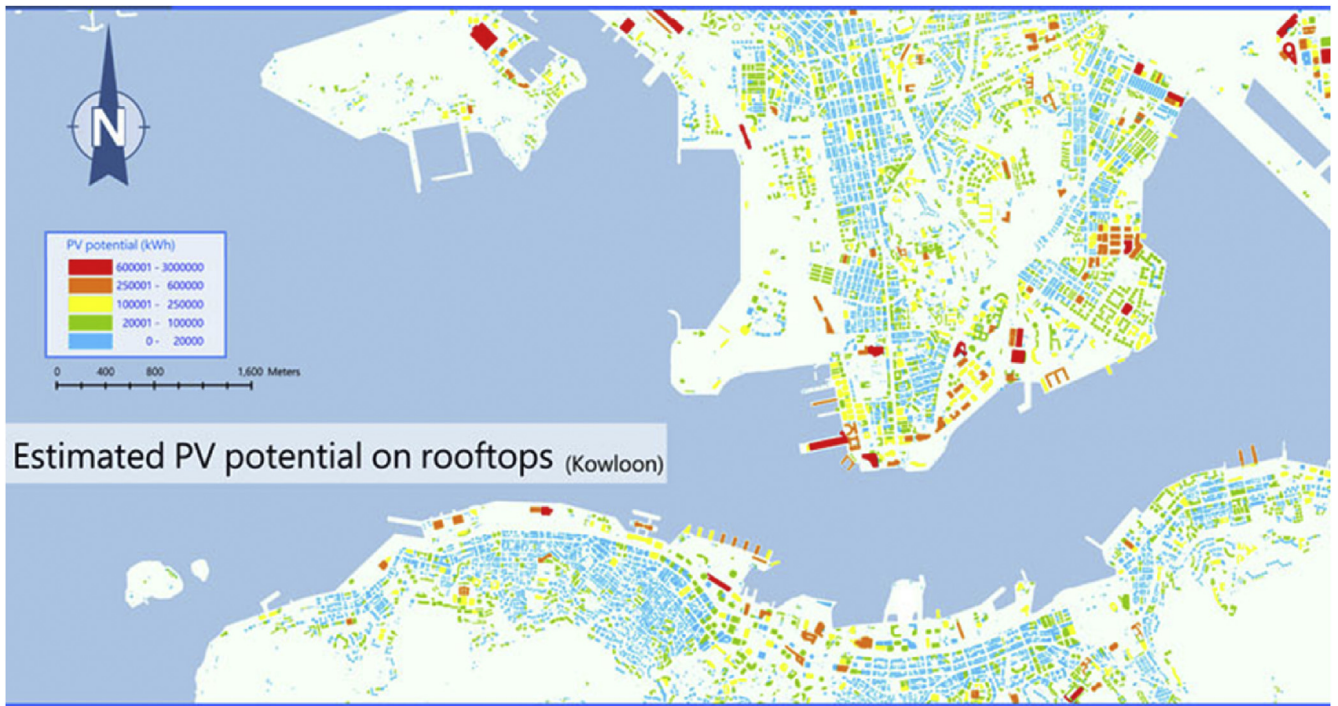 N
PV potential (kWh)
600001 - 3000000
250001 - 600000
100001 - 250000
20001 - 100000
0 - 20000
0 400 800 1,600 Meters
Estimated PV potential on rooftops (Kowloon)